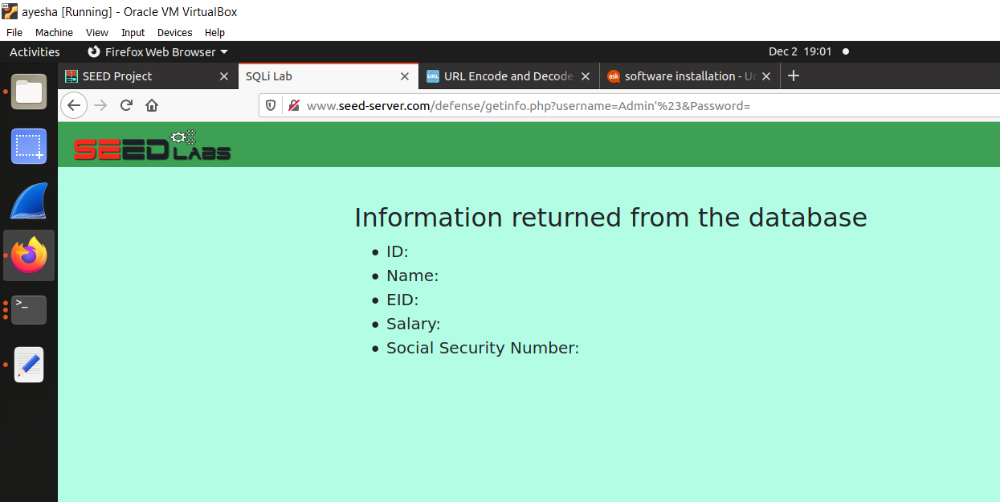 ayesha [Running] - Oracle VM VirtualBox
File Machine View Input Devices Help
Activities Firefox Web Browser Dec 2 19:01
SEED Project SQLi Lab URL Encode and Decode software installation - U
www.seed-server.com/defense/getinfo.php?username=Admin'%23&Password=
SEED LABS
Information returned from the database
• ID:
• Name:
• EID:
• Salary:
• Social Security Number:
URL
ask
>_